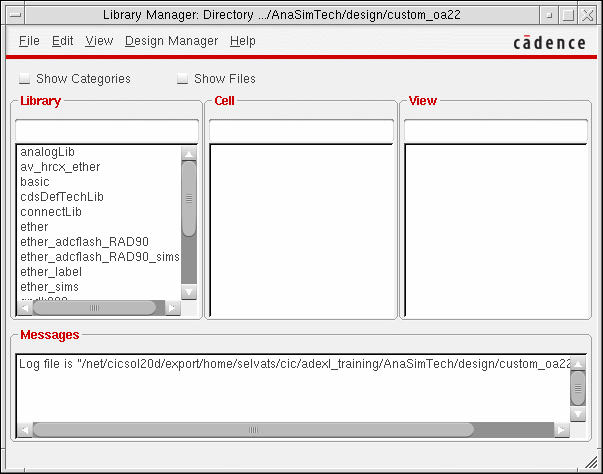 Library Manager: Directory .../AnaSimTech/design/custom_oa22
File Edit View Design Manager Help
cādence
Show Categories Show Files
Library Cell View
analogLib
av_hrcx_ether
basic
cdsDefTechLib
connectLib
ether
ether_adcflash_RAD90
ether_adcflash_RAD90_sims
ether_label
ether_sims
Messages
Log file is "/net/cicsol20d/export/home/selvats/cic/adexl_training/AnaSimTech/design/custom_oa22